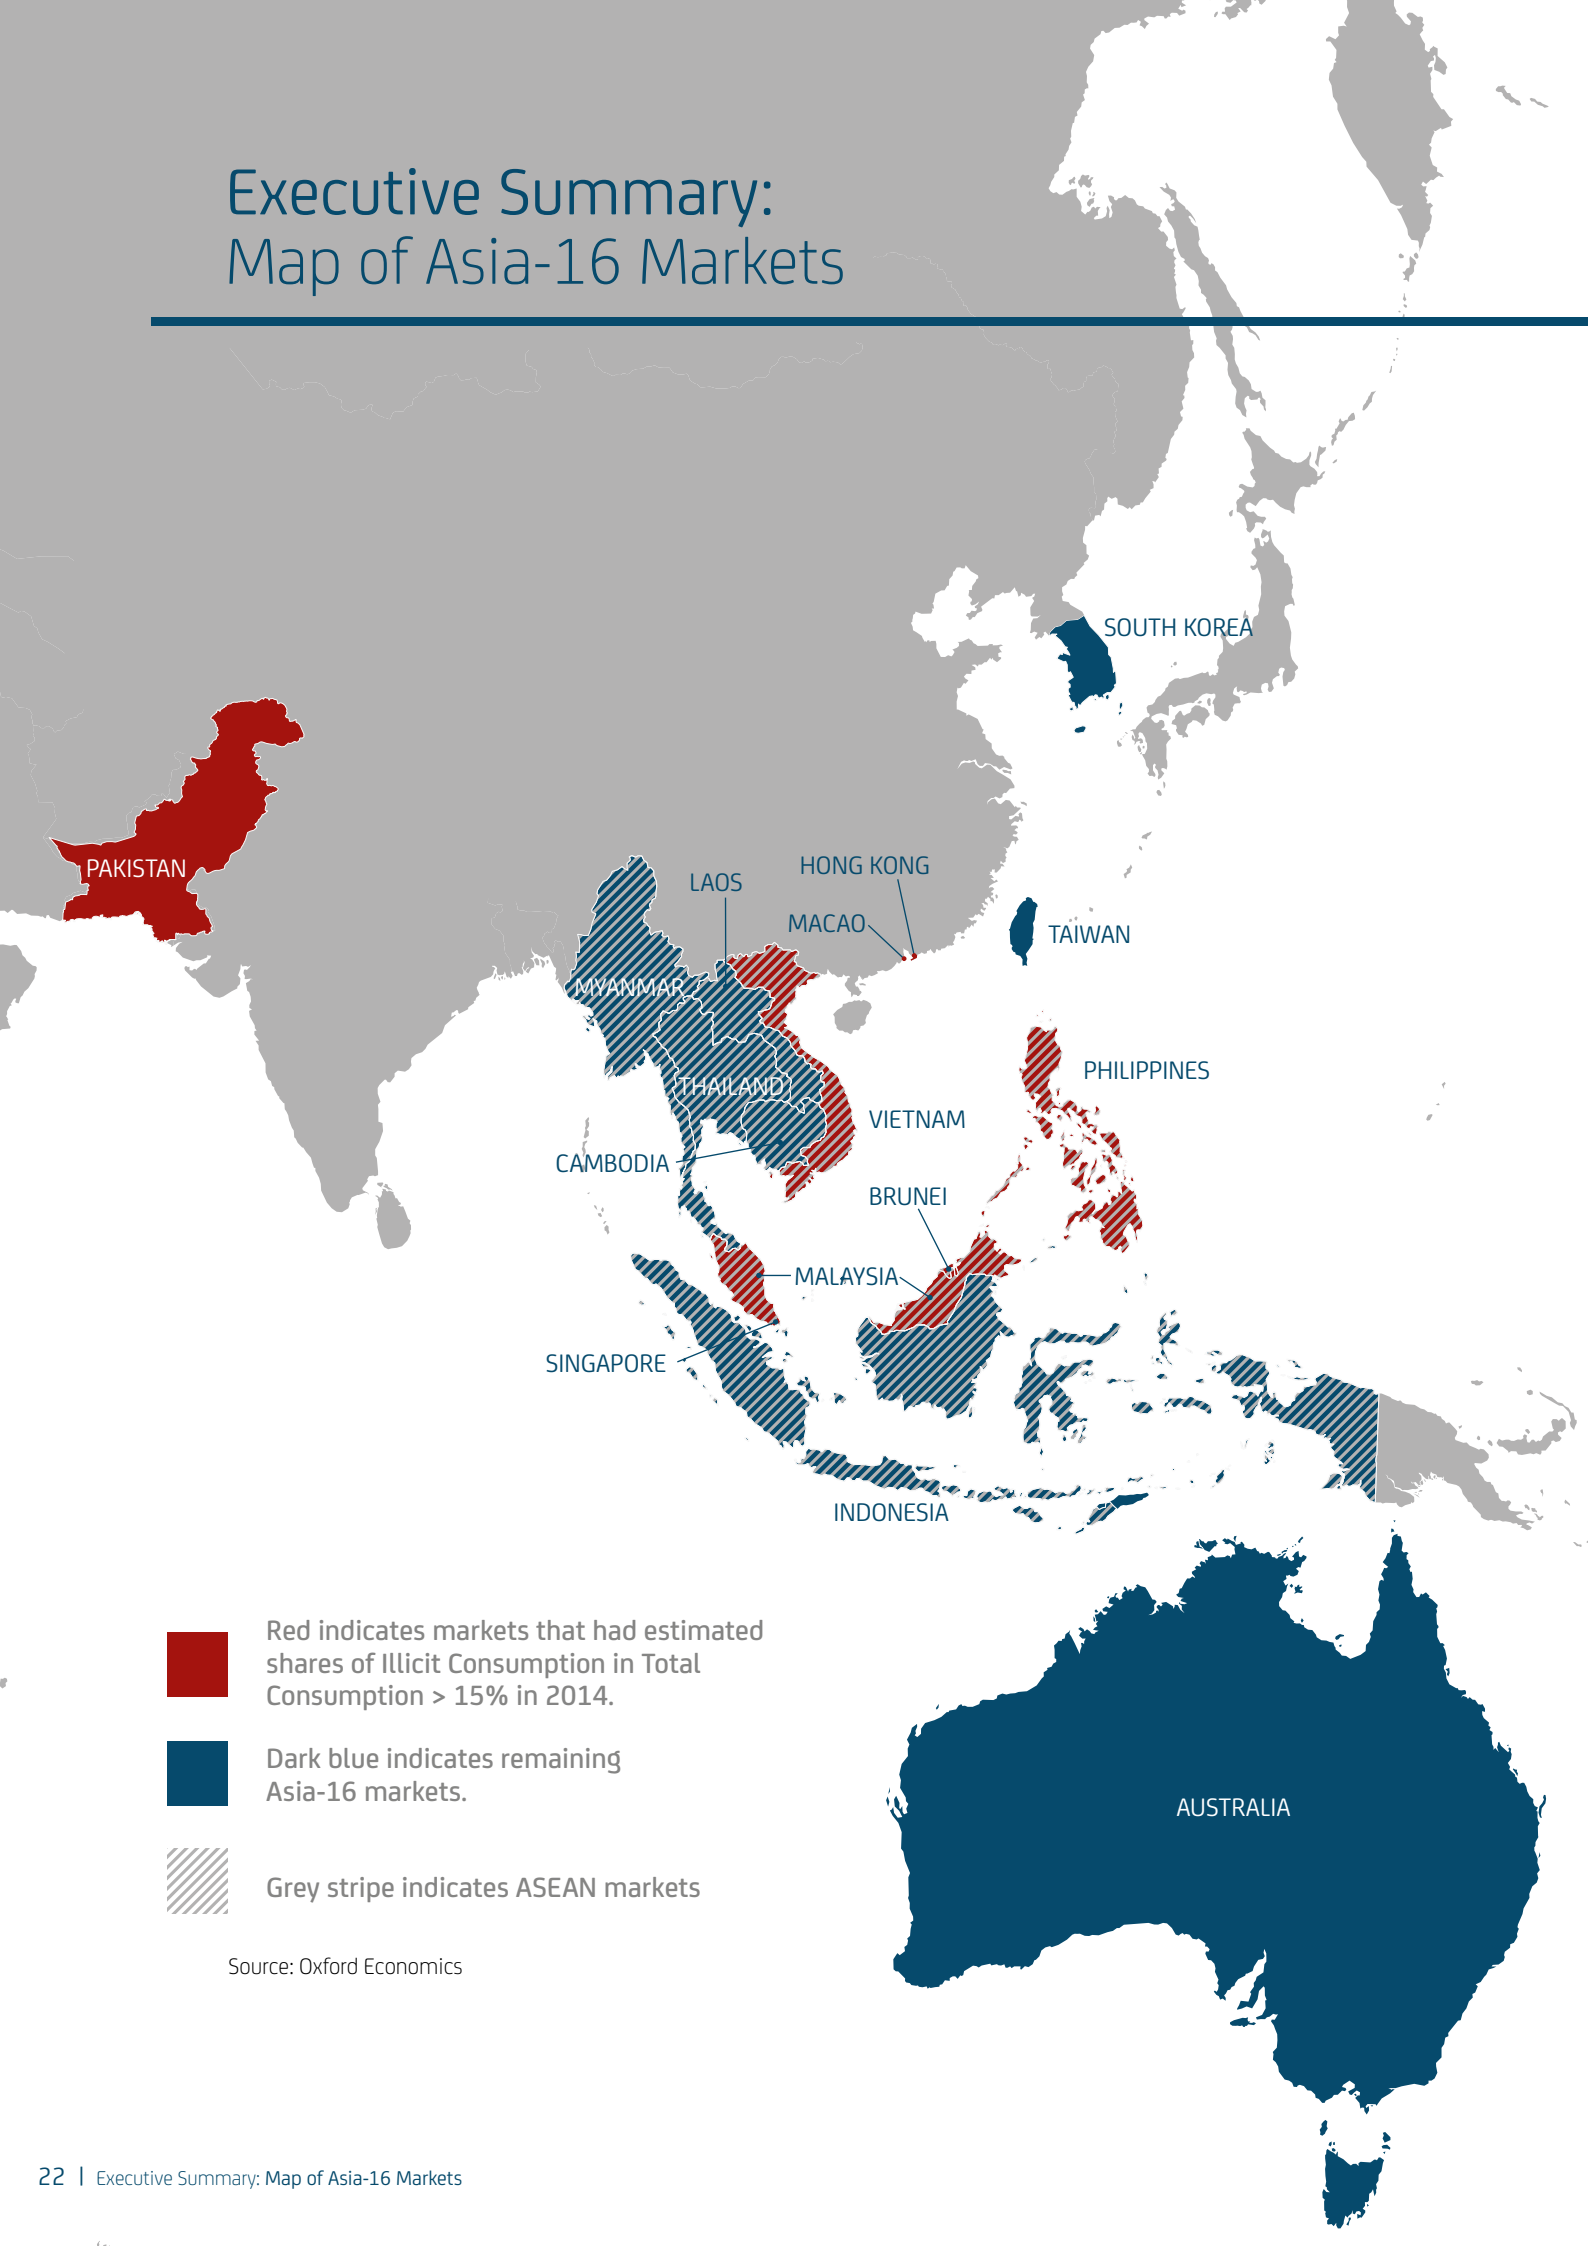 Executive Summary:
Map of Asia-16 Markets
SOUTH KOREA
PAKISTAN
HONG KONG
LAOS
MACAO
TAIWAN
MYANMAR
PHILIPPINES
THAILAND
VIETNAM
CAMBODIA
BRUNEI
MALAYSIA
SINGAPORE
INDONESIA
Red indicates markets that had estimated
shares of Illicit Consumption in Total
Consumption > 15% in 2014.
Dark blue indicates remaining
Asia-16 markets.
AUSTRALIA
Grey stripe indicates ASEAN markets
Source: Oxford Economics
22 | Executive Summary: Map of Asia-16 Markets